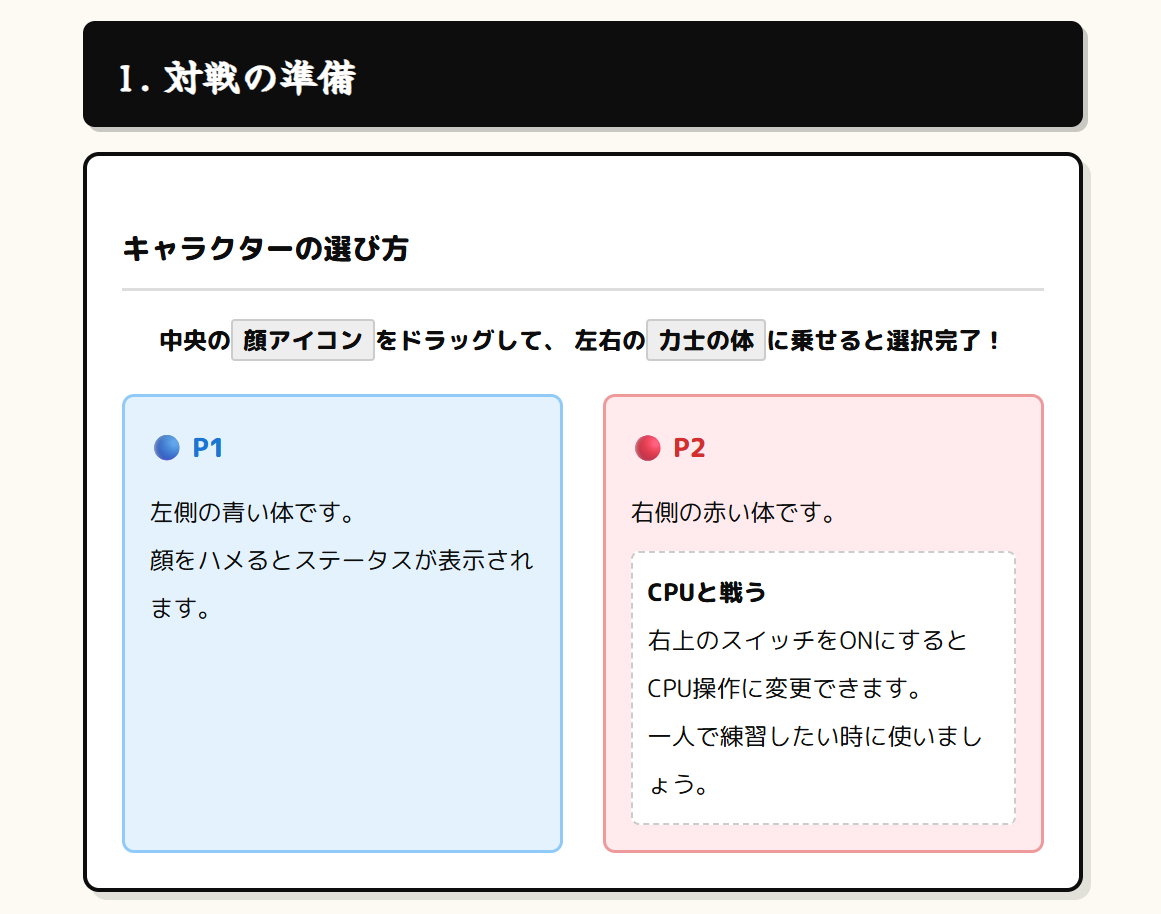 1. 対戦の準備
キャラクターの選び方
中央の 顔アイコン をドラッグして、 左右の 力士の体 に乗せると選択完了！
P1
左側の青い体です。
顔をハメるとステータスが表示され
ます。
P2
右側の赤い体です。
CPUと戦う
右上のスイッチをONにすると
CPU操作に変更できます。
一人で練習したい時に使いまし
ょう。